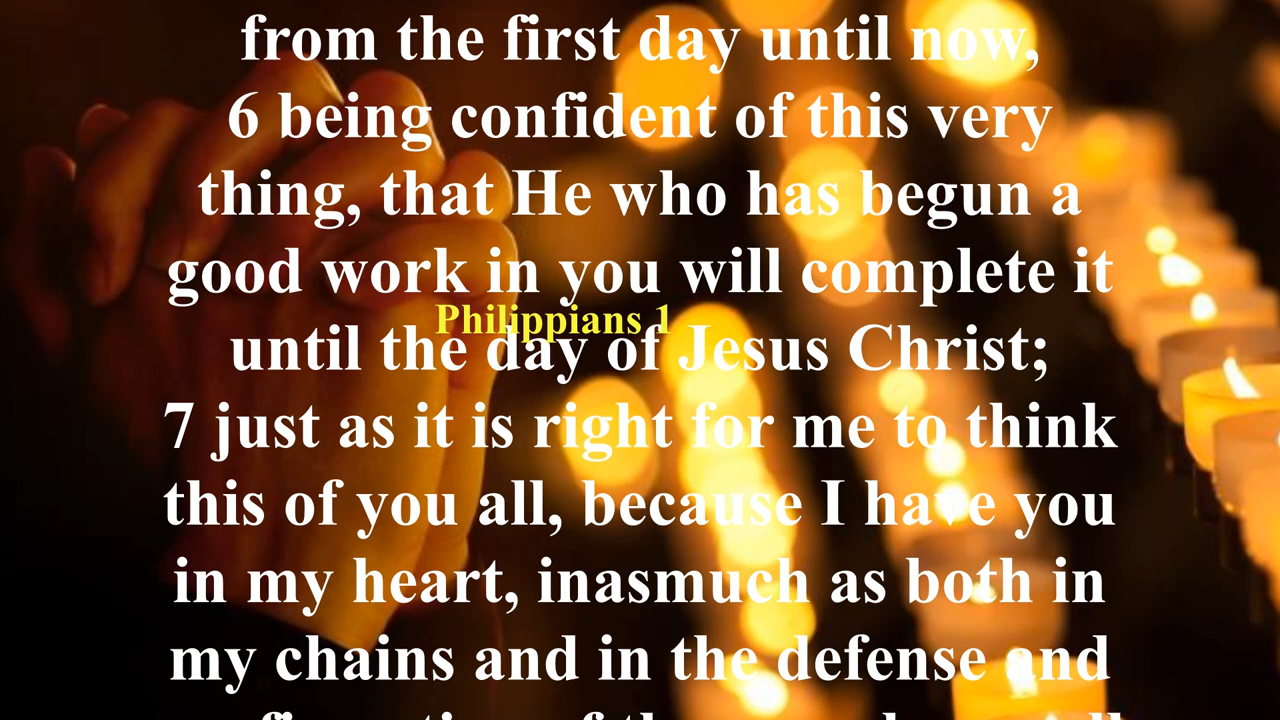 from the first day until now,
6 being confident of this very
thing, that He who has begun a
good work in you will complete it
Philippians 1
until the day of Jesus Christ;
7 just as it is right for me to think
this of you all, because I have you
in my heart, inasmuch as both in
my chains and in the defense and